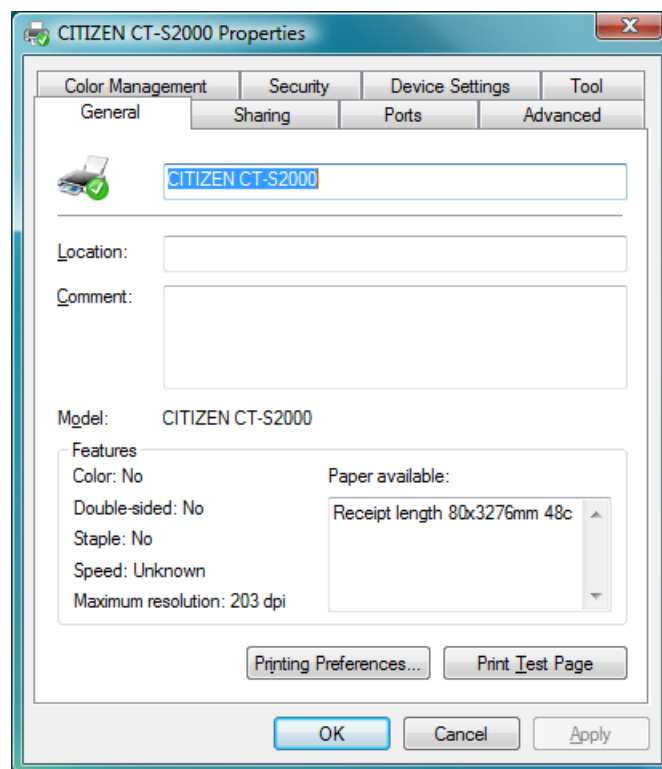 CITIZEN CT-S2000 Properties
X
Color Management Security Device Settings Tool
General Sharing Ports Advanced
CITIZEN CT-S2000
Location:
Comment:
Model: CITIZEN CT-S2000
Features
Color: No
Paper available:
Double-sided: No
Receipt length 80x3276mm 48c
Staple: No
Speed: Unknown
Maximum resolution: 203 dpi
Printing Preferences... Print Test Page
OK Cancel Apply